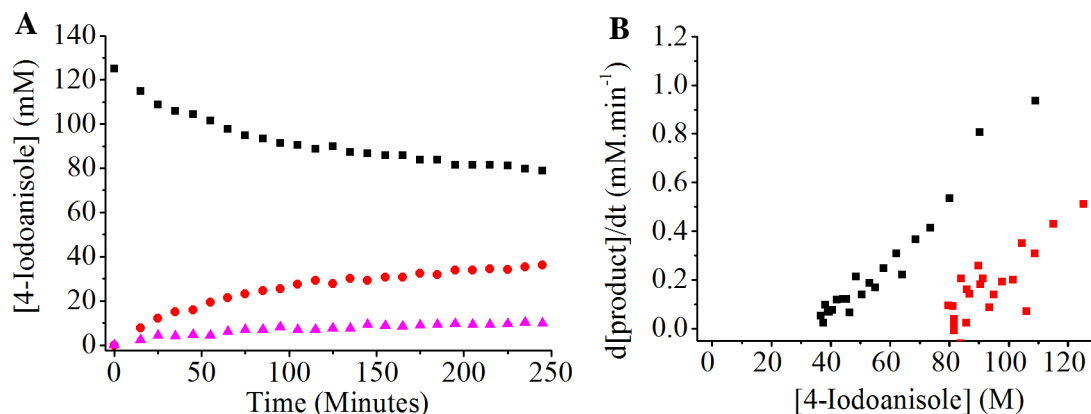 A
[4-Iodoanisole] (mM)
140
120
100
80
60
40
20
0
0 50 100 150 200 250
Time (Minutes)
B
d[product]/dt (mM.min-1)
1.2
1.0
0.8
0.6
0.4
0.2
0.0
0 20 40 60 80 100 120
[4-Iodoanisole] (M)